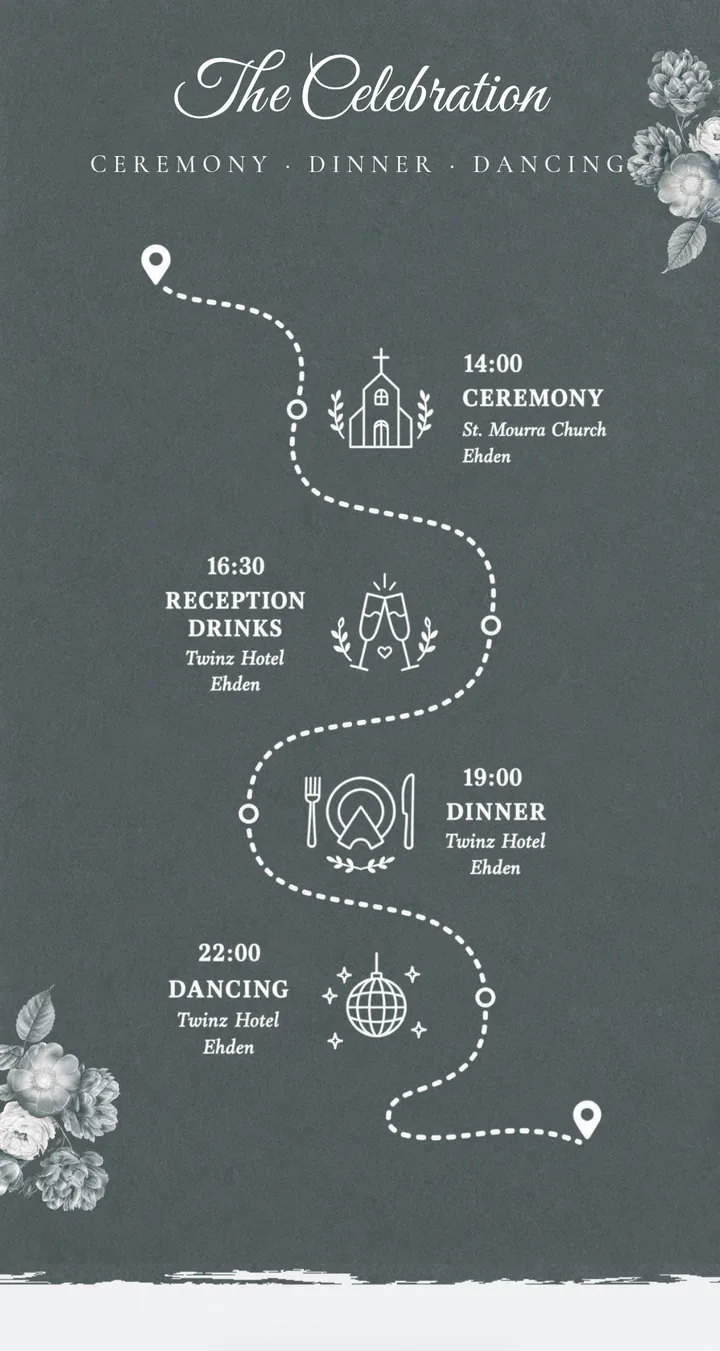 The Celebration
CEREMONY · DINNER · DANCING
14:00
CEREMONY
St. Mourra Church
Ehden
16:30
RECEPTION
DRINKS
Twinz Hotel
Ehden
19:00
DINNER
Twinz Hotel
Ehden
22:00
DANCING
Twinz Hotel
Ehden